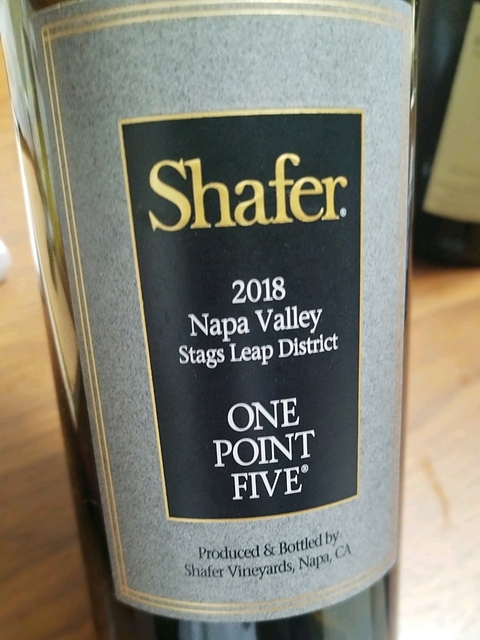 Shafer®
2018
Napa Valley
Stags Leap District
ONE
POINT
FIVE®
Produced & Bottled by
Shafer Vineyards, Napa, CA